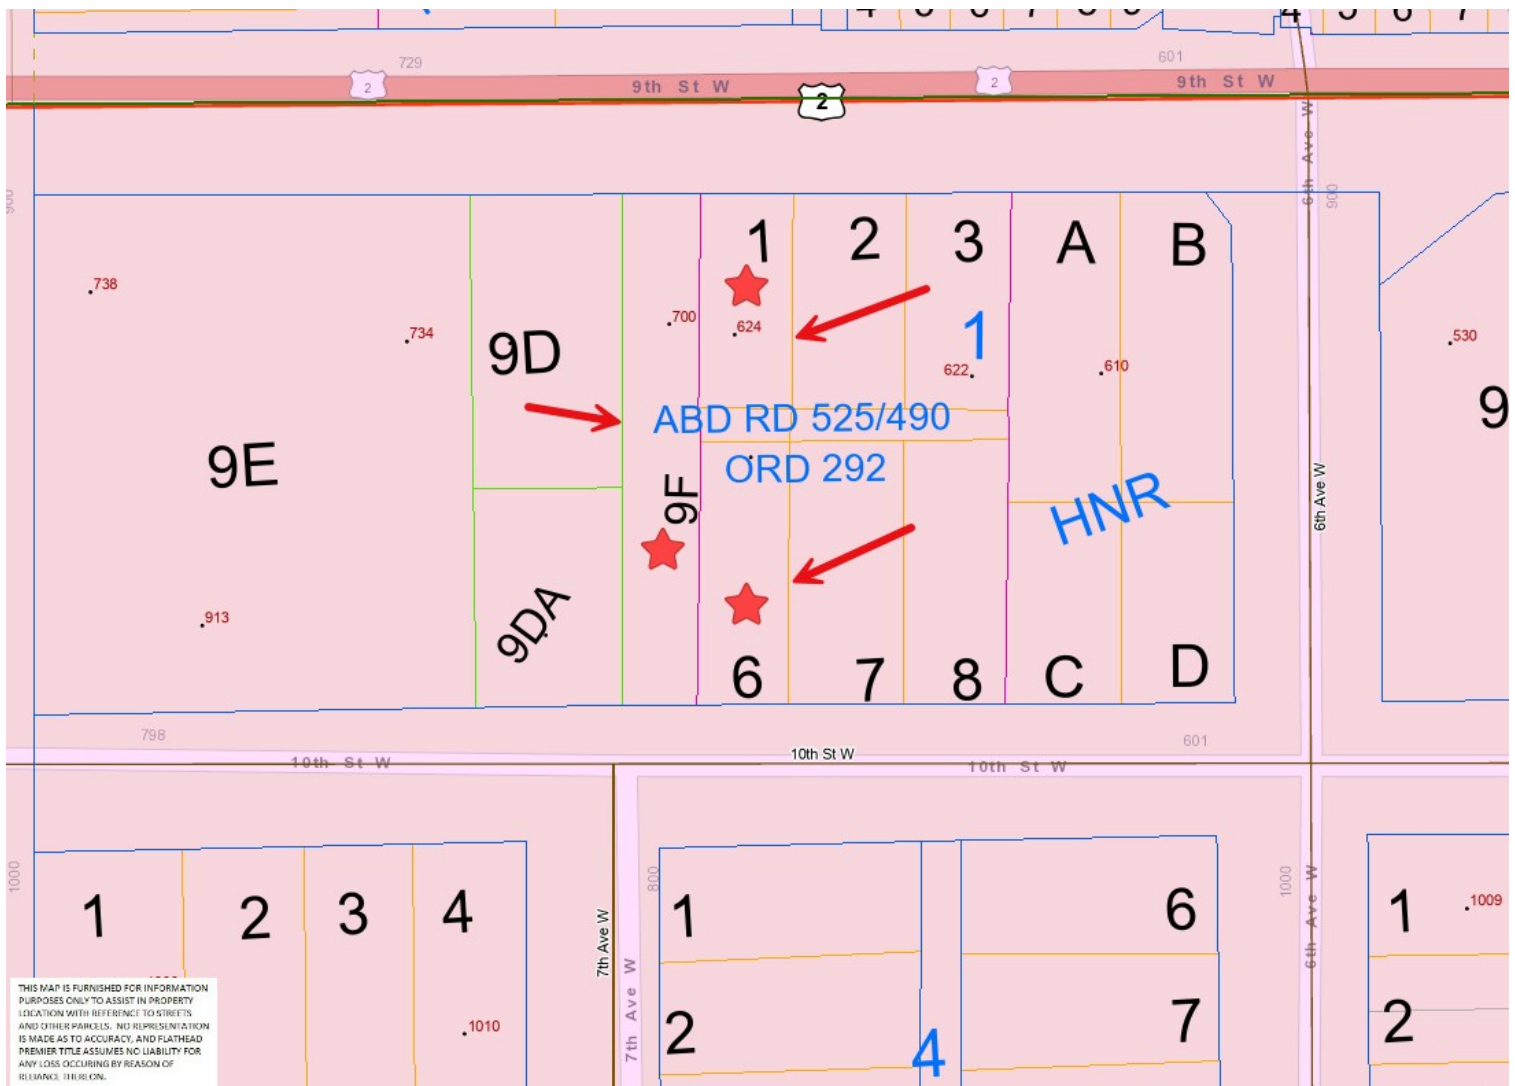 729
601
2
2
9th St W
9th St W
2
6th Ave W
900
900
1
2
3
A
B
738
734
700
624
1
622
610
530
9D
9
ABD RD 525/490
ORD 292
9E
9F
HNR
6th Ave W
9DA
913
6
7
8
C
D
798
601
10th St W
10th St W
10th St W
1000
800
1000
1
2
3
4
1
6
1
1009
7th Ave W
7th Ave W
6th Ave W
1010
2
4
7
2
THIS MAP IS FURNISHED FOR INFORMATION
PURPOSES ONLY TO ASSIST IN PROPERTY
LOCATION WITH REFERENCE TO STREETS
AND OTHER PARCELS. NO REPRESENTATION
IS MADE AS TO ACCURACY, AND FLATHEAD
PREMIER TITLE ASSUMES NO LIABILITY FOR
ANY LOSS OCCURING BY REASON OF
RELIANCE THEREON.